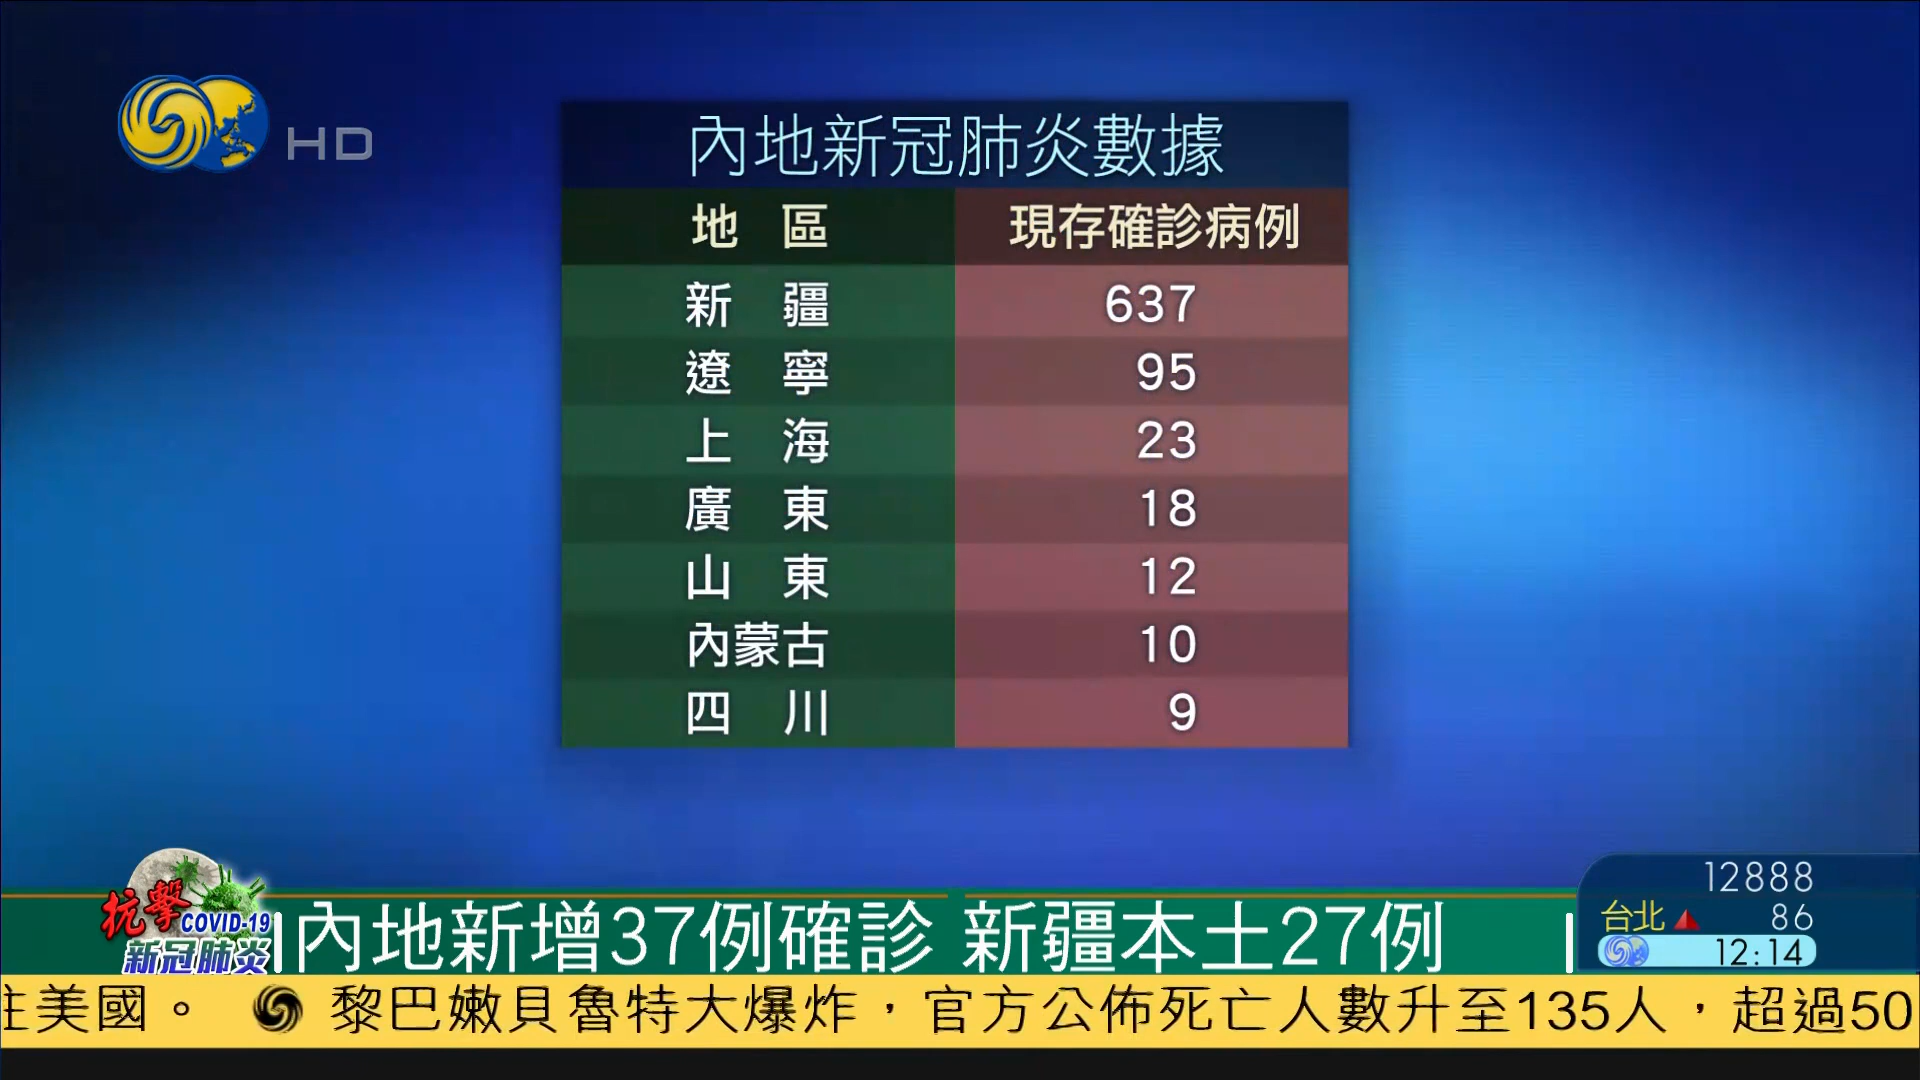 HD
內地新冠肺炎數據
地 區 現存確診病例
新 疆 637
遼 寧 95
上 海 23
廣 東 18
山 東 12
內蒙古 10
四 川 9
抗擊
COVID-19
新冠肺炎
內地新增37例確診 新疆本土27例
12888
台北 ▲ 86
12:14
往美國。 黎巴嫩貝魯特大爆炸，官方公佈死亡人數升至135人，超過50